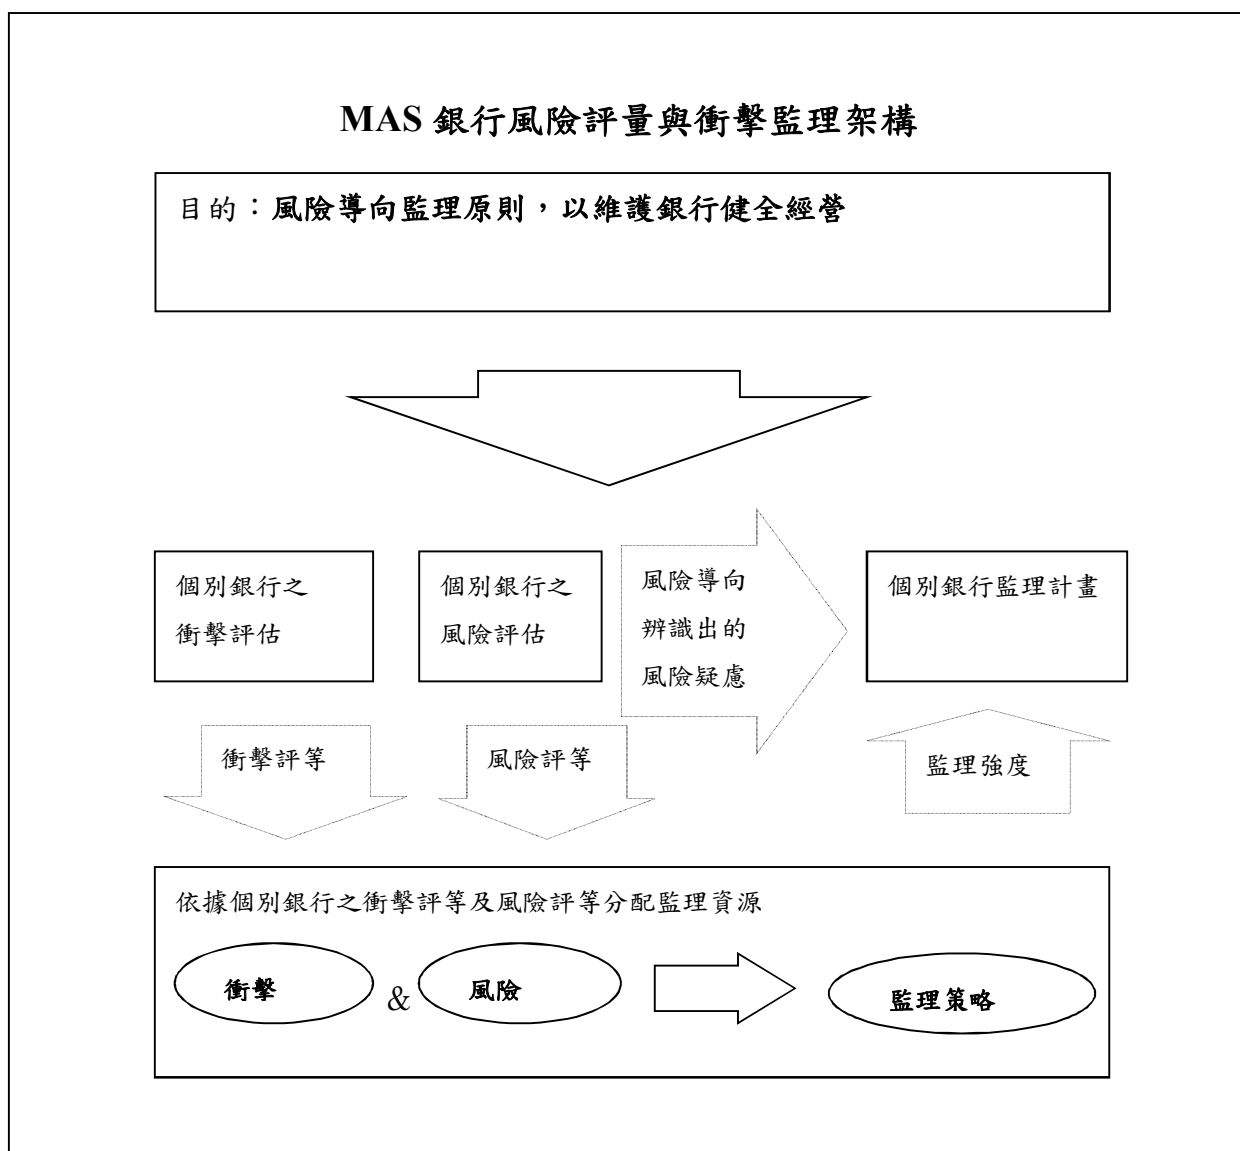 MAS 銀行風險評量與衝擊監理架構
目的：風險導向監理原則，以維護銀行健全經營
個別銀行之
衝擊評估
個別銀行之
風險評估
風險導向
辨識出的
風險疑慮
個別銀行監理計畫
衝擊評等
風險評等
監理強度
依據個別銀行之衝擊評等及風險評等分配監理資源
衝擊
&
風險
監理策略